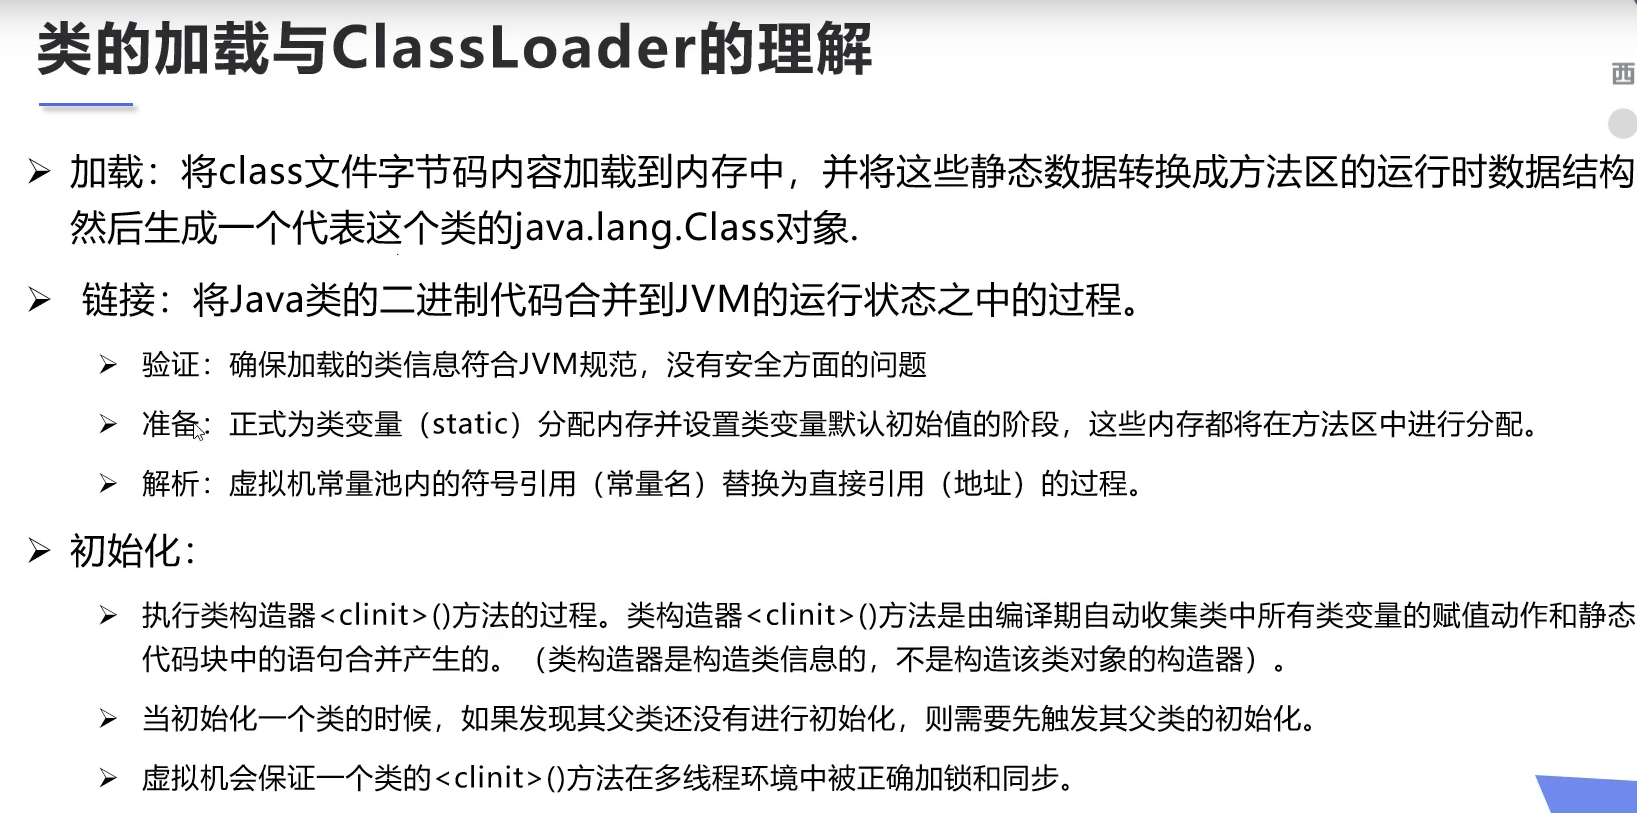 类的加载与ClassLoader的理解
西
加载：将class文件字节码内容加载到内存中，并将这些静态数据转换成方法区的运行时数据结构
然后生成一个代表这个类的java.lang.Class对象.
链接：将Java类的二进制代码合并到JVM的运行状态之中的过程。
验证：确保加载的类信息符合JVM规范，没有安全方面的问题
准备：正式为类变量（static）分配内存并设置类变量默认初始值的阶段，这些内存都将在方法区中进行分配。
解析：虚拟机常量池内的符号引用（常量名）替换为直接引用（地址）的过程。
初始化：
执行类构造器<clinit>()方法的过程。类构造器<clinit>()方法是由编译期自动收集类中所有类变量的赋值动作和静态
代码块中的语句合并产生的。（类构造器是构造类信息的，不是构造该类对象的构造器）。
当初始化一个类的时候，如果发现其父类还没有进行初始化，则需要先触发其父类的初始化。
虚拟机会保证一个类的<clinit>()方法在多线程环境中被正确加锁和同步。